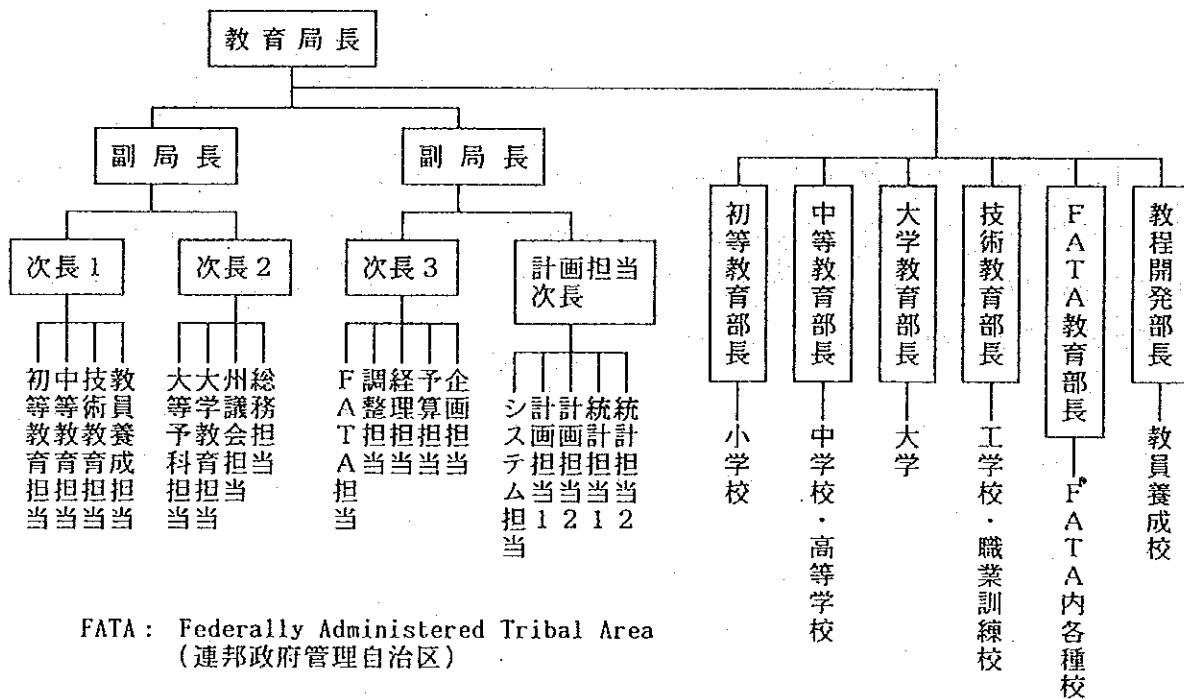 教育局長
副局長
副局長
次長1
次長2
次長3
計画担当
次長
初等教育担当
中等教育担当
技術教育担当
教員養成担当
大等予科担当
大学教育担当
州議会担当
総務担当
FATA担当
調整担当
経理担当
予算担当
企画担当
システム担当
計画担当1
計画担当2
統計担当1
統計担当2
初等教育部長
中等教育部長
大学教育部長
技術教育部長
FATA教育部長
教程開発部長
小学校
中学校・高等学校
大学
工学校・職業訓練校
FATA内各種校
教員養成校
FATA: Federally Administered Tribal Area
(連邦政府管理自治区)